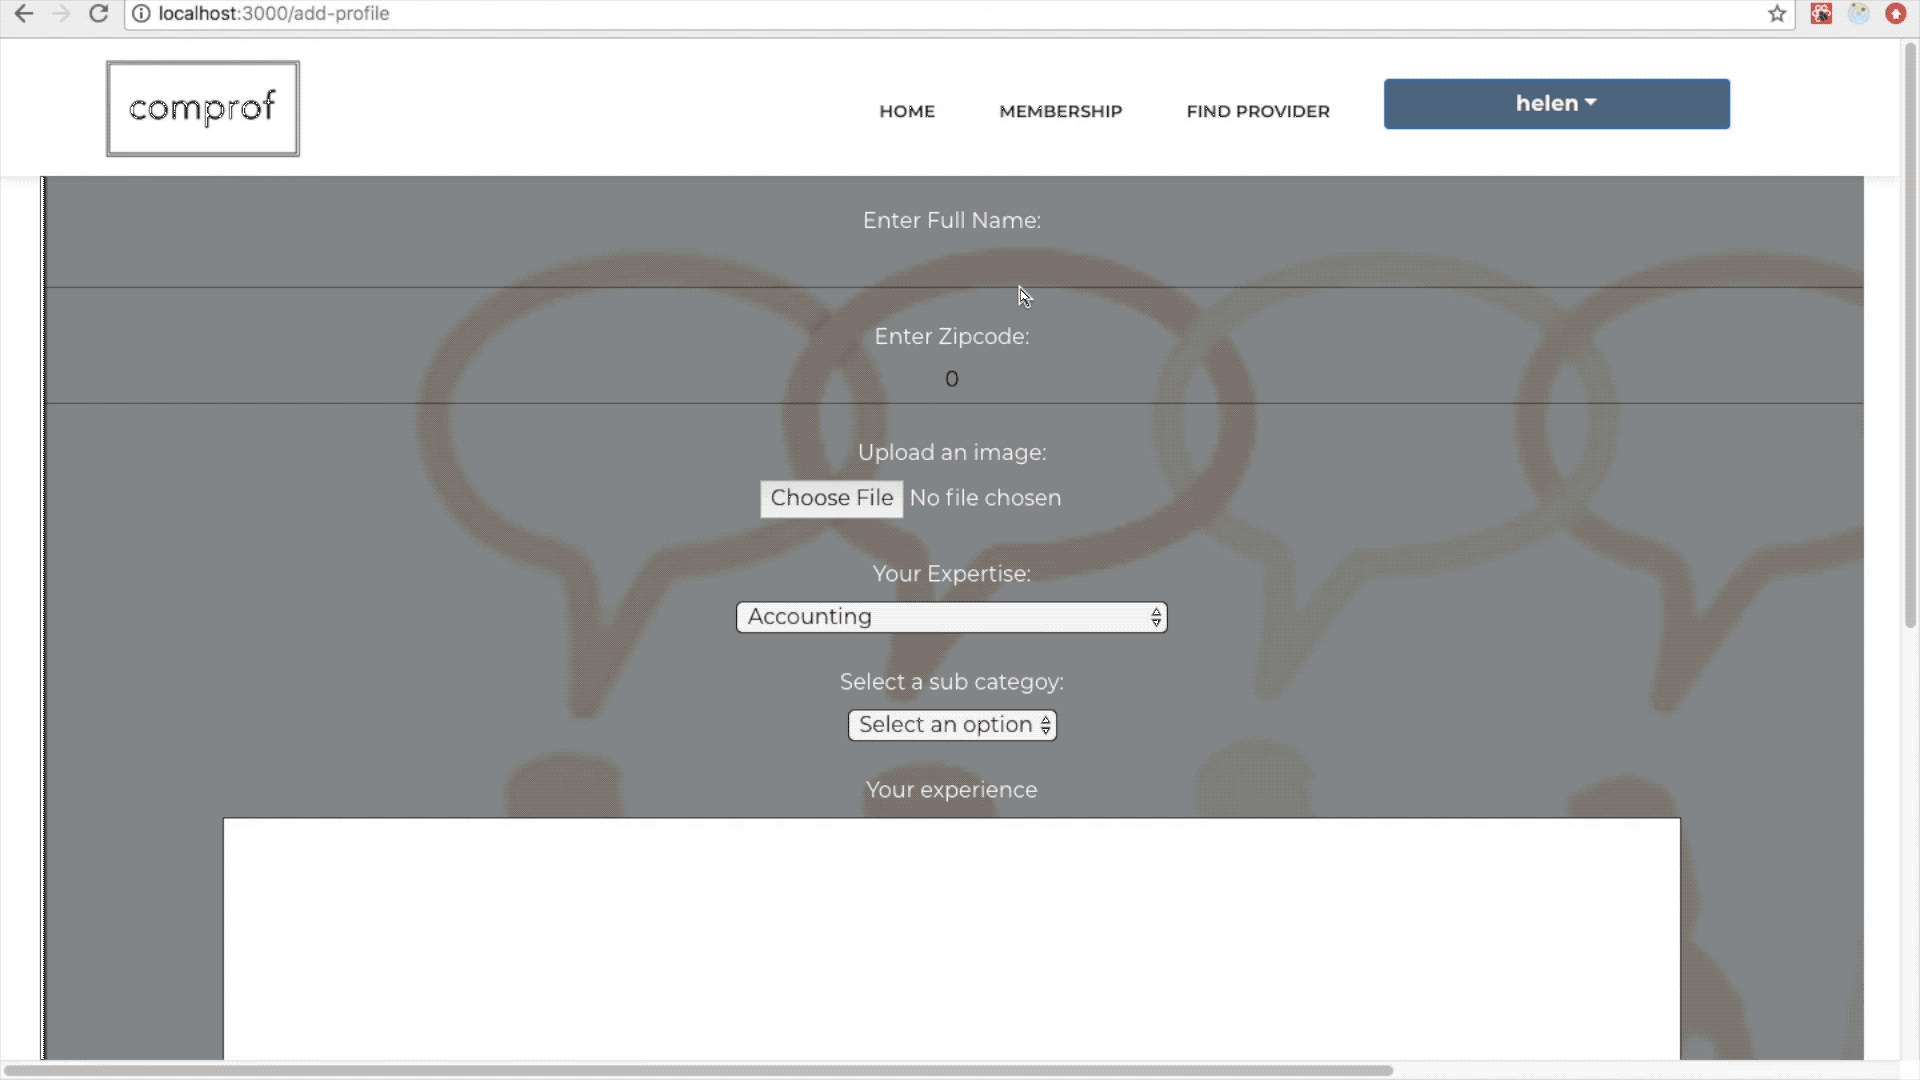 localhost:3000/add-profile
comprof
HOME MEMBERSHIP FIND PROVIDER helen
Enter Full Name:
Enter Zipcode:
0
Upload an image:
Choose File No file chosen
Your Expertise:
Accounting
Select a sub categoy:
Select an option
Your experience